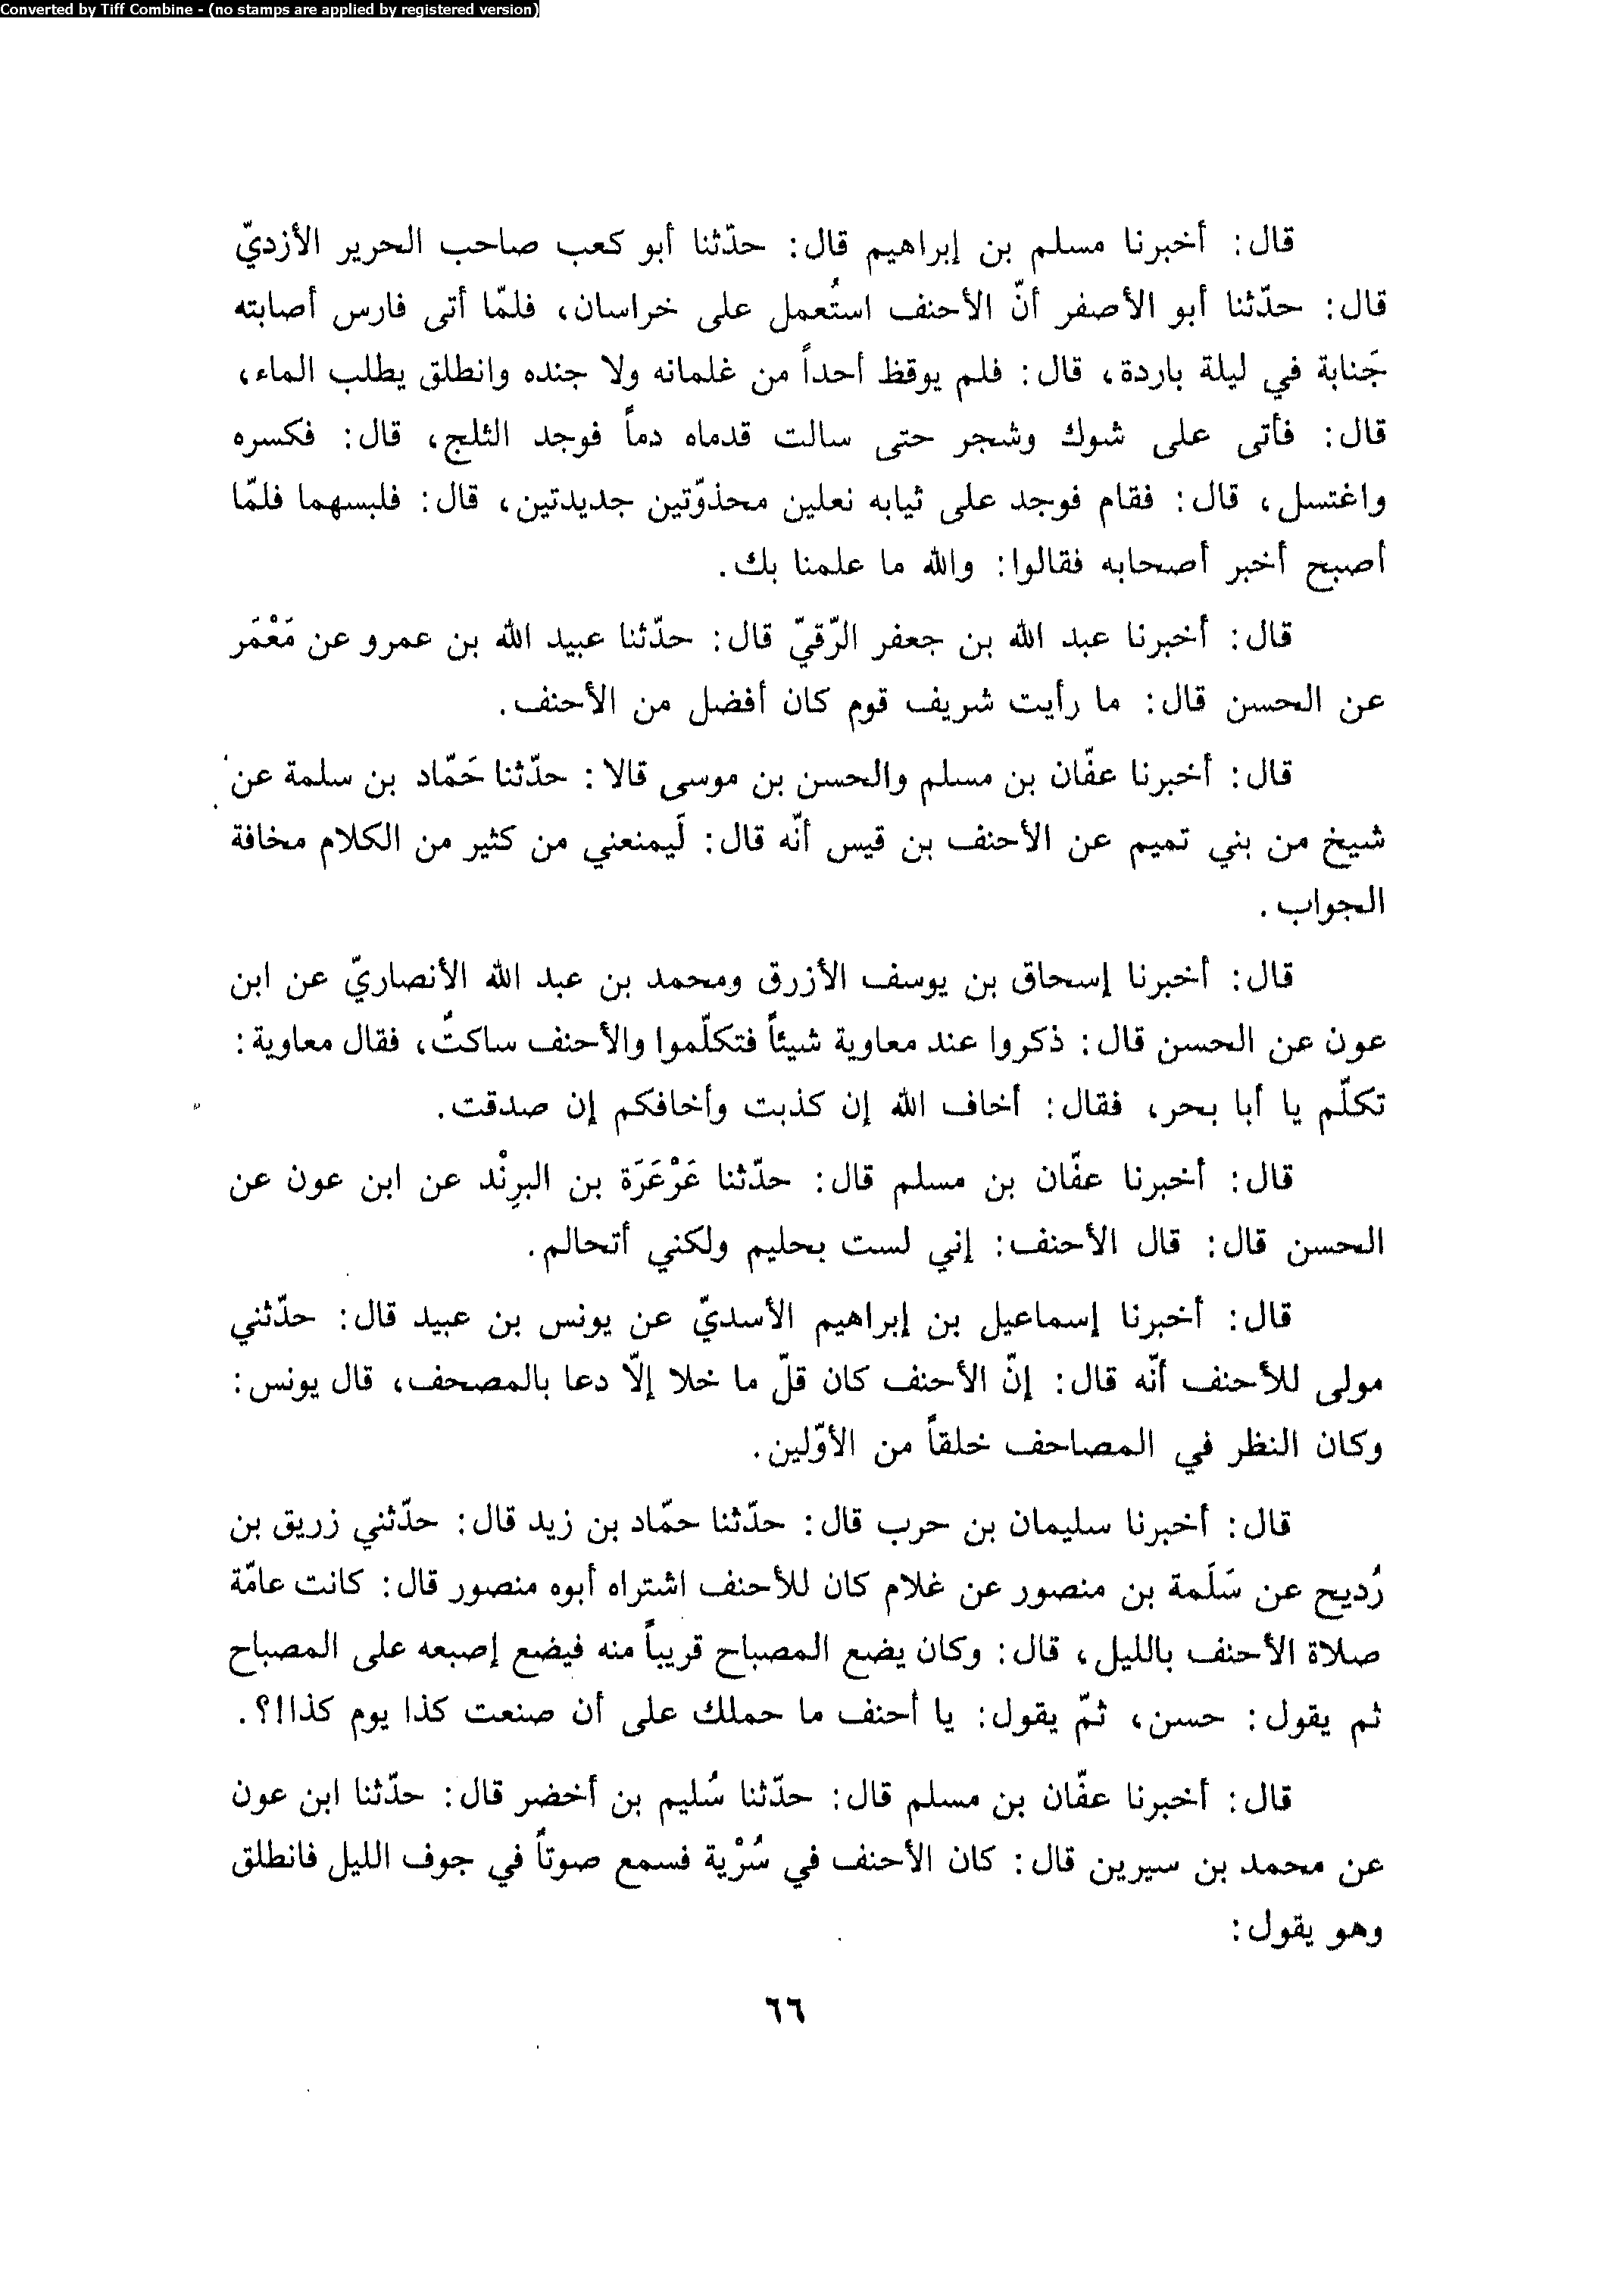 Converted by Tiff Combine - (no stamps are applied by registered version)
قال: أخبرنا مسلم بن إبراهيم قال: حدّثنا أبو كعب صاحب الحرير الأزديّ
قال: حدّثنا أبو الأصفر أنّ الأحنف استُعمل على خراسان، فلمّا أتى فارس أصابته
جَنابة في ليلة باردة، قال: فلم يوقظ أحداً من غلمانه ولا جنده وانطلق يطلب الماء،
قال: فأتى على شوك وشجر حتى سالت قدماه دماً فوجد الثلج، قال: فكسره
واغتسل، قال: فقام فوجد على ثيابه نعلين محذوّتين جديدتين، قال: فلبسهما فلمّا
أصبح أخبر أصحابه فقالوا: والله ما علمنا بك.
قال: أخبرنا عبد الله بن جعفر الرّقيّ قال: حدّثنا عبيد الله بن عمرو عن مَعْمَر
عن الحسن قال: ما رأيت شريف قوم كان أفضل من الأحنف.
قال: أخبرنا عفّان بن مسلم والحسن بن موسى قالا: حدّثنا حَمّاد بن سلمة عن
شيخ من بني تميم عن الأحنف بن قيس أنّه قال: لَيمنعني من كثير من الكلام مخافة
الجواب.
قال: أخبرنا إسحاق بن يوسف الأزرق ومحمد بن عبد الله الأنصاريّ عن ابن
عون عن الحسن قال: ذكروا عند معاوية شيئاً فتكلّموا والأحنف ساكتٌ، فقال معاوية:
تكلّم يا أبا بحر، فقال: أخاف الله إن كذبت وأخافكم إن صدقت.
قال: أخبرنا عفّان بن مسلم قال: حدّثنا عَرْعَرَة بن البرِنْد عن ابن عون عن
الحسن قال: قال الأحنف: إني لست بحليم ولكني أتحالم.
قال: أخبرنا إسماعيل بن إبراهيم الأسديّ عن يونس بن عبيد قال: حدّثني
مولى للأحنف أنّه قال: إنّ الأحنف كان قلّ ما خلا إلّا دعا بالمصحف، قال يونس:
وكان النظر في المصاحف خلقاً من الأوّلين.
قال: أخبرنا سليمان بن حرب قال: حدّثنا حمّاد بن زيد قال: حدّثني زريق بن
رُديح عن سَلَمة بن منصور عن غلام كان للأحنف اشتراه أبوه منصور قال: كانت عامّة
صلاة الأحنف بالليل، قال: وكان يضع المصباح قريباً منه فيضع إصبعه على المصباح
ثم يقول: حسن، ثمّ يقول: يا أحنف ما حملك على أن صنعت كذا يوم كذا!؟.
قال: أخبرنا عفّان بن مسلم قال: حدّثنا سُليم بن أخضر قال: حدّثنا ابن عون
عن محمد بن سيرين قال: كان الأحنف في سُرْية فسمع صوتاً في جوف الليل فانطلق
وهو يقول:
٦٦